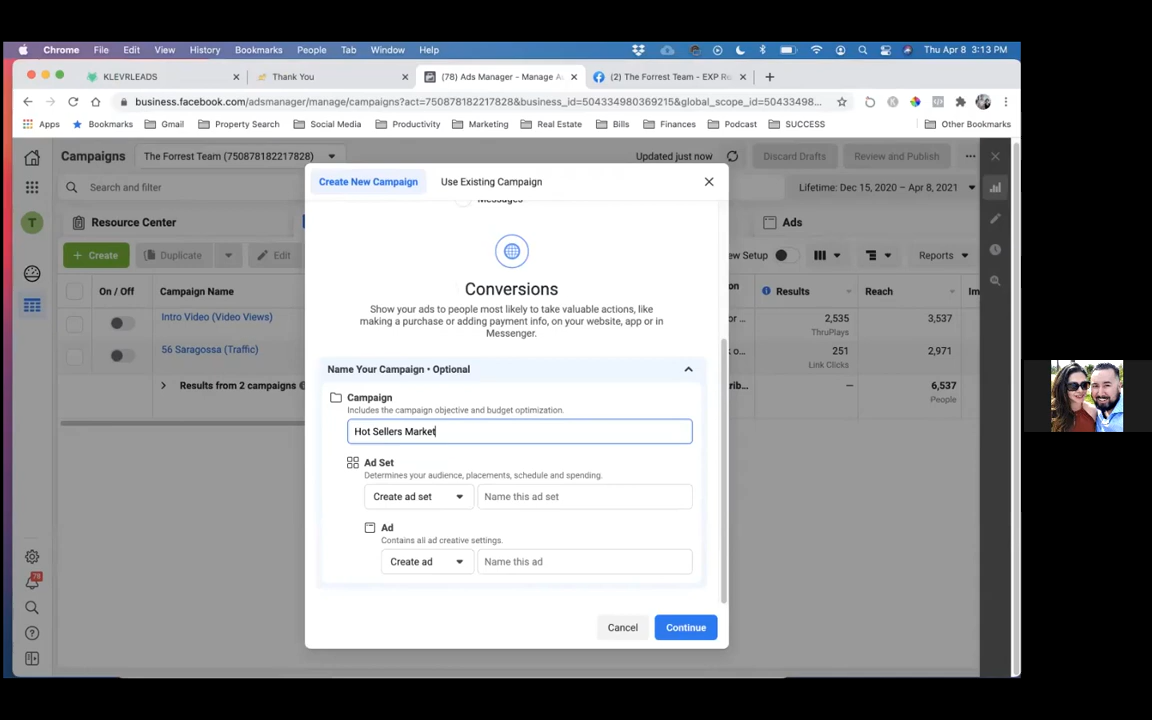 Chrome File Edit View History Bookmarks People Tab Window Help Thu Apr 8 3:13 PM
KLEVRLEADS Thank You (78) Ads Manager - Manage A (2) The Forrest Team - EXP R
business.facebook.com/adsmanager/manage/campaigns?act=750878182217828&business_id=504334980369215&global_scope_id=50433498...
Apps Bookmarks Gmail Property Search Social Media Productivity Marketing Real Estate Bills Finances Podcast SUCCESS Other Bookmarks
Campaigns The Forrest Team (750878182217828) Updated just now Discard Drafts Review and Publish ...
Search and filter Lifetime: Dec 15, 2020 – Apr 8, 2021
Create New Campaign Use Existing Campaign
Messages
T
Resource Center Ads
+ Create Duplicate Edit ew Setup Reports
On / Off Campaign Name on Results Reach Im
Intro Video (Video Views) or ... 2,535 3,537
ThruPlays
56 Saragossa (Traffic) k o... 251 2,971
Link Clicks
Results from 2 campaigns rib... — 6,537
People
Conversions
Show your ads to people most likely to take valuable actions, like
making a purchase or adding payment info, on your website, app or in
Messenger.
Name Your Campaign • Optional
Campaign
Includes the campaign objective and budget optimization.
Hot Sellers Market
Ad Set
Determines your audience, placements, schedule and spending.
Create ad set Name this ad set
Ad
Contains all ad creative settings.
Create ad Name this ad
78
Cancel Continue